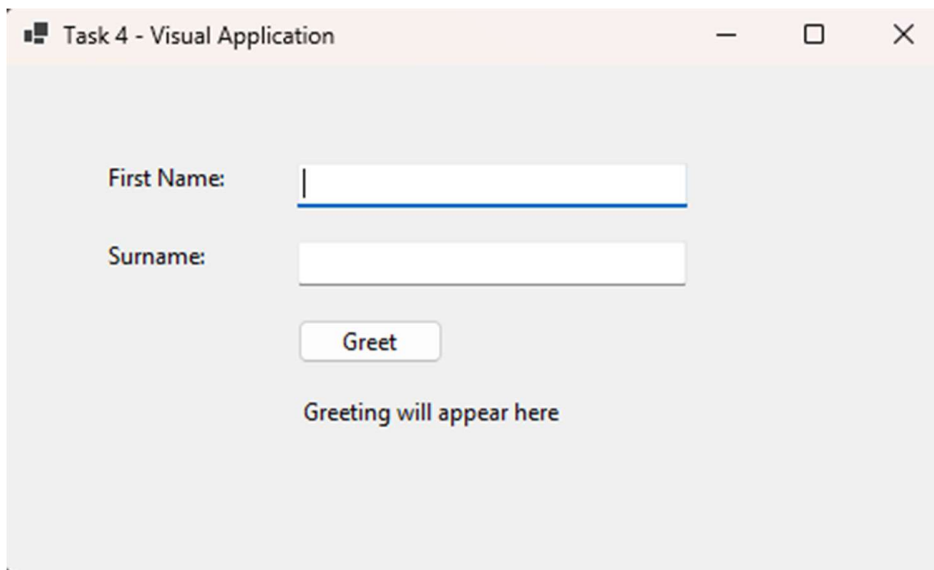 Task 4 - Visual Application
First Name:
Surname:
Greet
Greeting will appear here